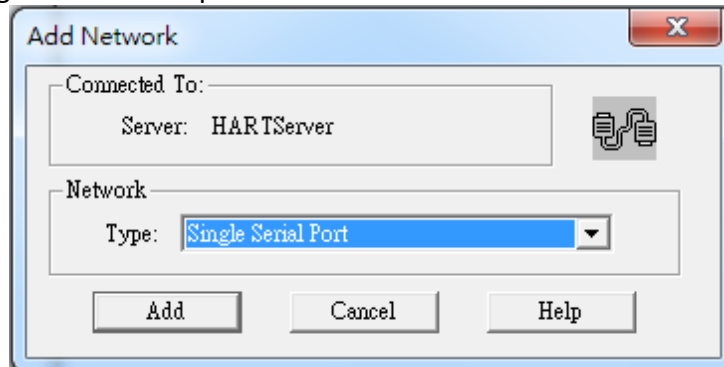 Add Network
Connected To:
Server: HARTServer
Network
Type: Single Serial Port
Add Cancel Help